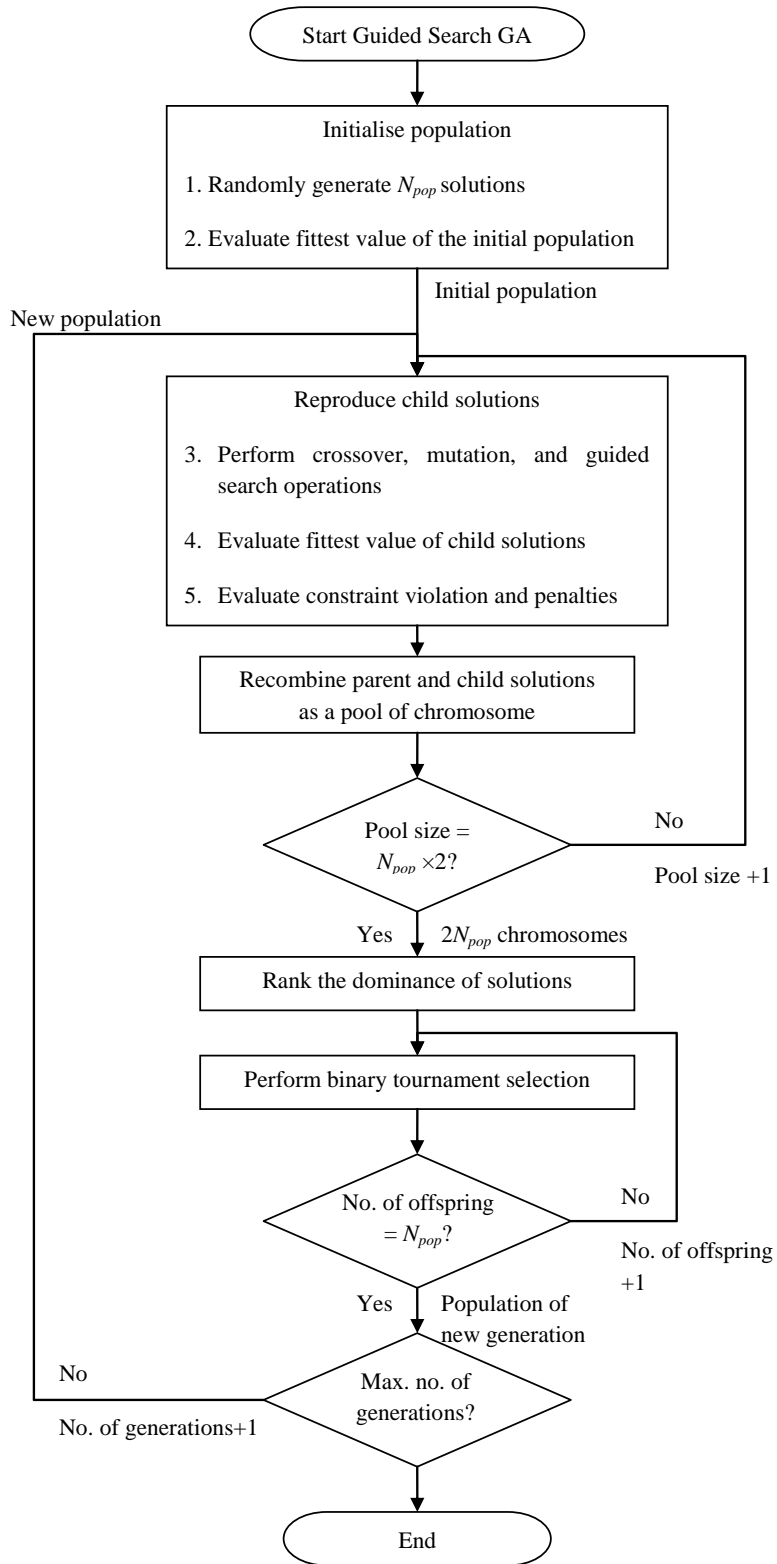 Start Guided Search GA
Initialise population
1. Randomly generate Npop solutions
2. Evaluate fittest value of the initial population
Initial population
New population
Reproduce child solutions
3. Perform crossover, mutation, and guided
search operations
4. Evaluate fittest value of child solutions
5. Evaluate constraint violation and penalties
Recombine parent and child solutions
as a pool of chromosome
Pool size =
Npop ×2?
No
Pool size +1
Yes
2Npop chromosomes
Rank the dominance of solutions
Perform binary tournament selection
No. of offspring
= Npop?
No
No. of offspring
+1
Yes
Population of
new generation
Max. no. of
generations?
No
No. of generations+1
End